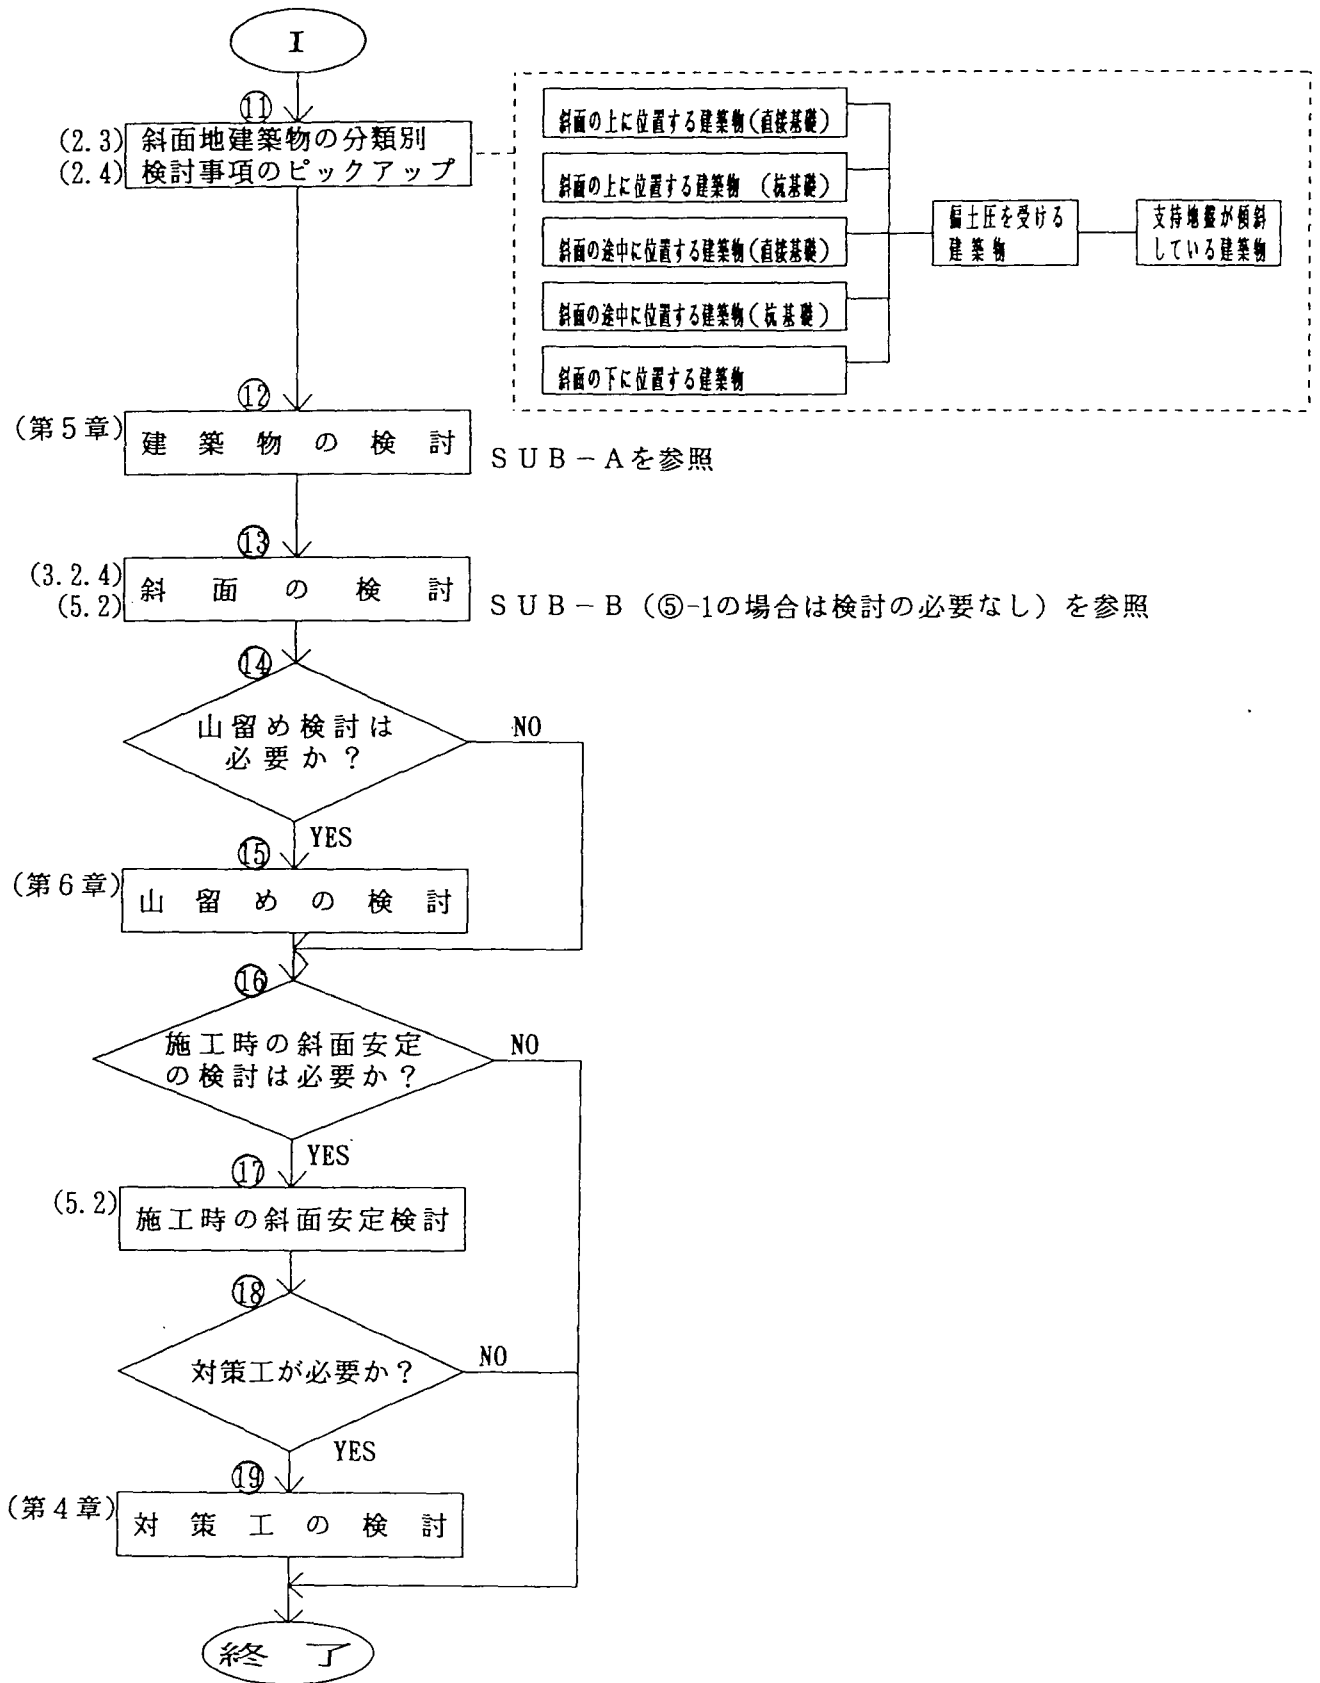 I
⑪
(2.3) 斜面地建築物の分類別
(2.4) 検討事項のピックアップ
斜面の上に位置する建築物(直接基礎)
斜面の上に位置する建築物 (杭基礎)
斜面の途中に位置する建築物(直接基礎)
斜面の途中に位置する建築物(杭基礎)
斜面の下に位置する建築物
偏土圧を受ける
建築物
支持地盤が傾斜
している建築物
⑫
(第5章) 建築物の検討
SUB-Aを参照
⑬
(3.2.4)
(5.2) 斜面の検討
SUB-B (⑤-1の場合は検討の必要なし) を参照
⑭
山留め検討は
必要か?
NO
YES
⑮
(第6章) 山留めの検討
⑯
施工時の斜面安定
の検討は必要か?
NO
YES
⑰
(5.2) 施工時の斜面安定検討
⑱
対策工が必要か?
NO
YES
⑲
(第4章) 対策工の検討
終了